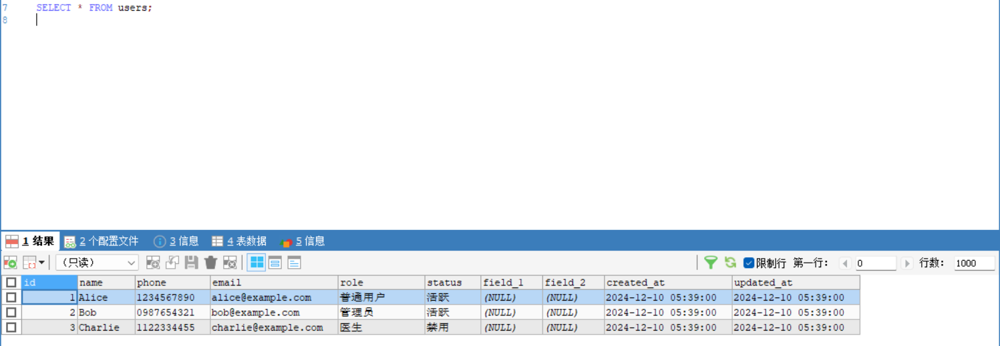 7 SELECT * FROM users;
8
1 结果 2 个配置文件 3 信息 4 表数据 5 信息
（只读） 限制行 第一行: 0 行数: 1000
id name phone email role status field_1 field_2 created_at updated_at
1 Alice 1234567890 alice@example.com 普通用户 活跃 (NULL) (NULL) 2024-12-10 05:39:00 2024-12-10 05:39:00
2 Bob 0987654321 bob@example.com 管理员 活跃 (NULL) (NULL) 2024-12-10 05:39:00 2024-12-10 05:39:00
3 Charlie 1122334455 charlie@example.com 医生 禁用 (NULL) (NULL) 2024-12-10 05:39:00 2024-12-10 05:39:00